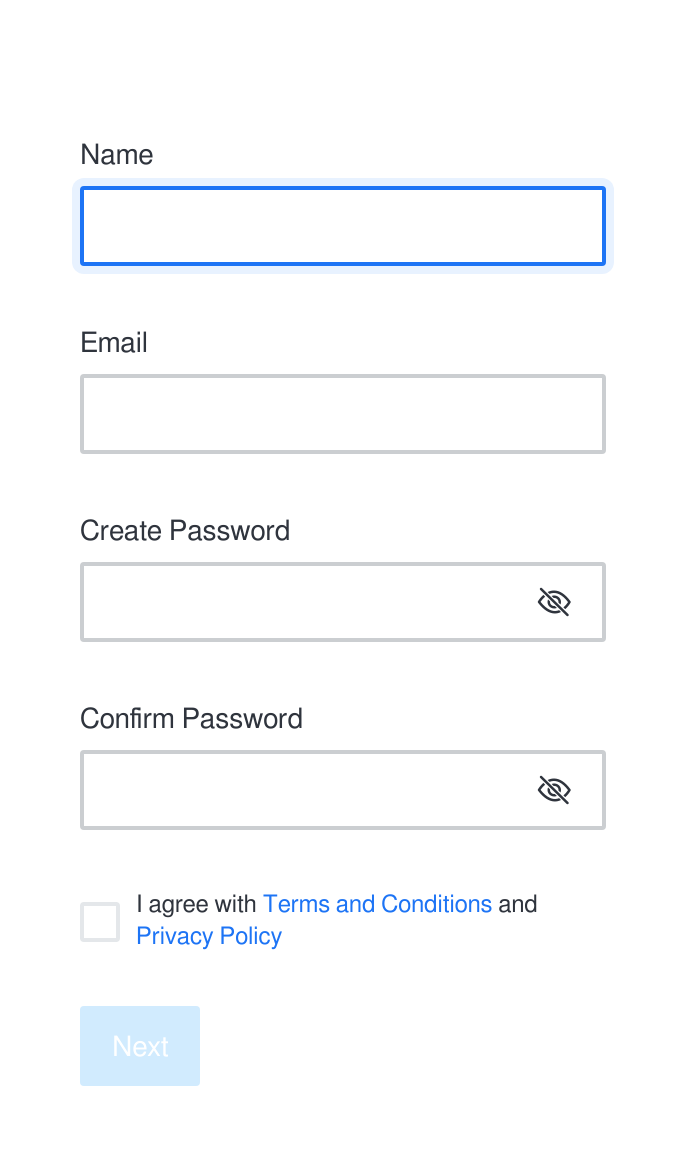 Name
Email
Create Password
Confirm Password
I agree with Terms and Conditions and
Privacy Policy
Next